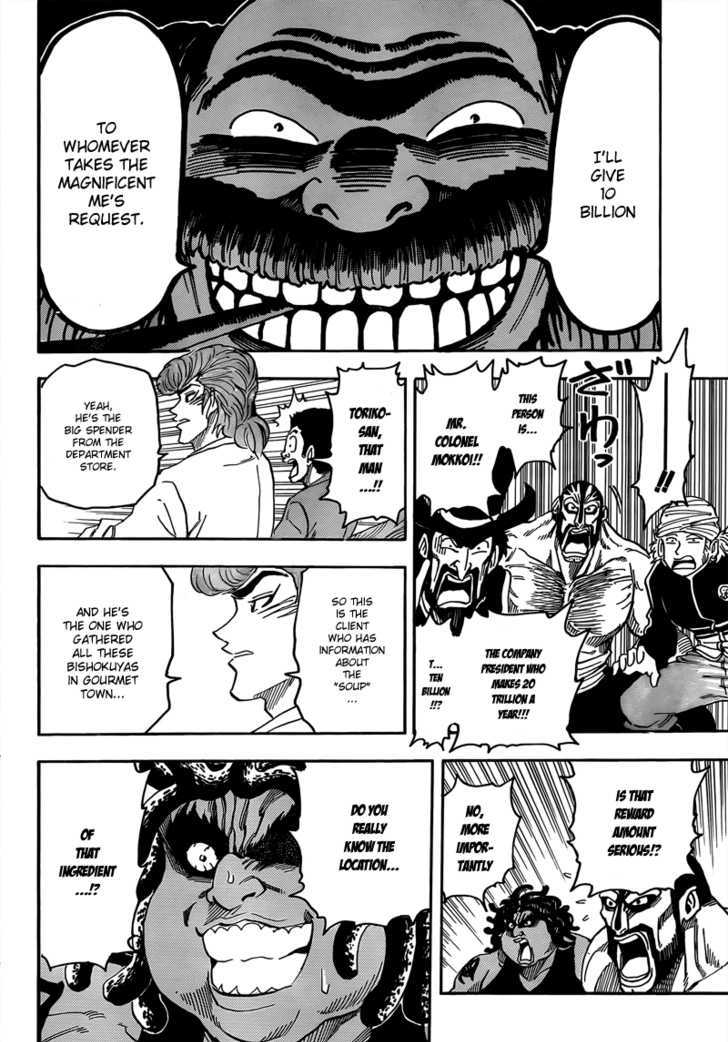 I'LL
GIVE
10
BILLION
TO
WHOMEVER
TAKES THE
MAGNIFICENT
ME'S
REQUEST.
!!
ざわっ
THIS
PERSON
IS...
MR.
COLONEL
MOKKOI!!
THE COMPANY
PRESIDENT WHO
MAKES 20
TRILLION A
YEAR!!!
T...
TEN
BILLION
!!?
TORIKO-
SAN,
THAT
MAN
...!!
YEAH,
HE'S THE
BIG SPENDER
FROM THE
DEPARTMENT
STORE.
SO THIS
IS THE
CLIENT
WHO HAS
INFORMATION
ABOUT
THE
"SOUP"
...
AND HE'S
THE ONE WHO
GATHERED
ALL THESE
BISHOKUYAS
IN GOURMET
TOWN...
IS THAT
REWARD
AMOUNT
SERIOUS!?
NO,
MORE
IMPOR-
TANTLY
DO YOU
REALLY
KNOW THE
LOCATION...
OF
THAT
INGREDIENT
...!?